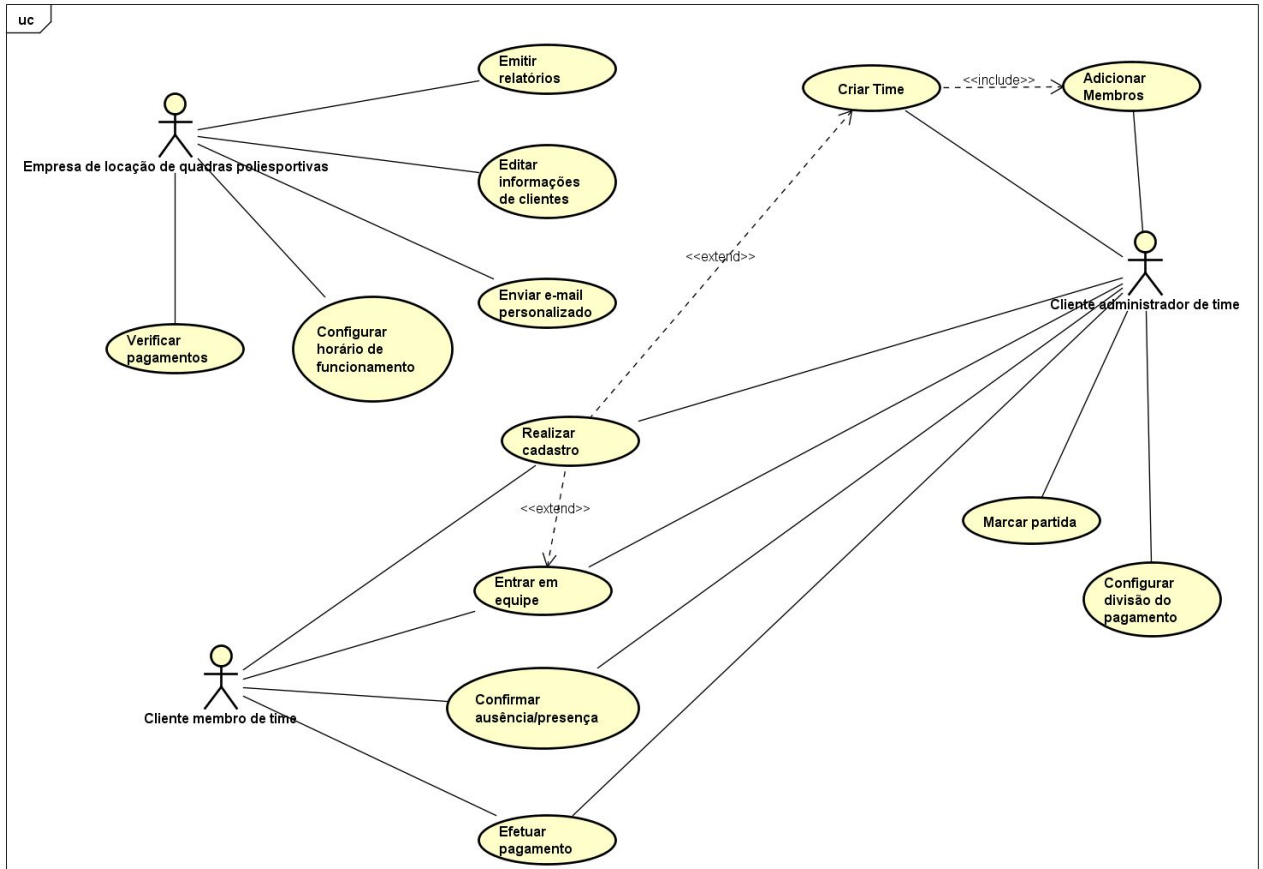 uc
Emitir
relatórios
Criar Time
<<include>>
Adicionar
Membros
Empresa de locação de quadras poliesportivas
Editar
informações
de clientes
<<extend>>
Enviar e-mail
personalizado
Cliente administrador de time
Verificar
pagamentos
Configurar
horário de
funcionamento
Realizar
cadastro
<<extend>>
Marcar partida
Entrar em
equipe
Configurar
divisão do
pagamento
Cliente membro de time
Confirmar
ausência/presença
Efetuar
pagamento